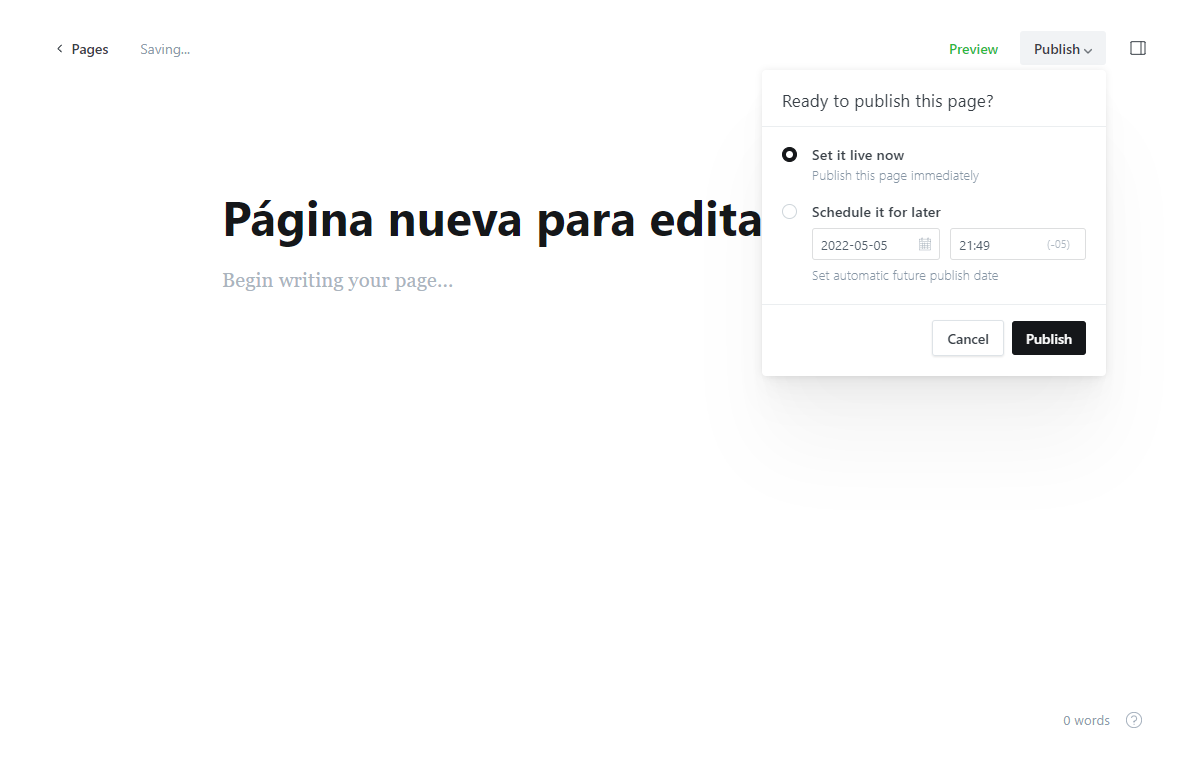 Pages Saving... Preview Publish
Ready to publish this page?
Set it live now
Publish this page immediately
Página nueva para edita
Begin writing your page...
Schedule it for later
2022-05-05 21:49 (-05)
Set automatic future publish date
Cancel Publish
0 words ?